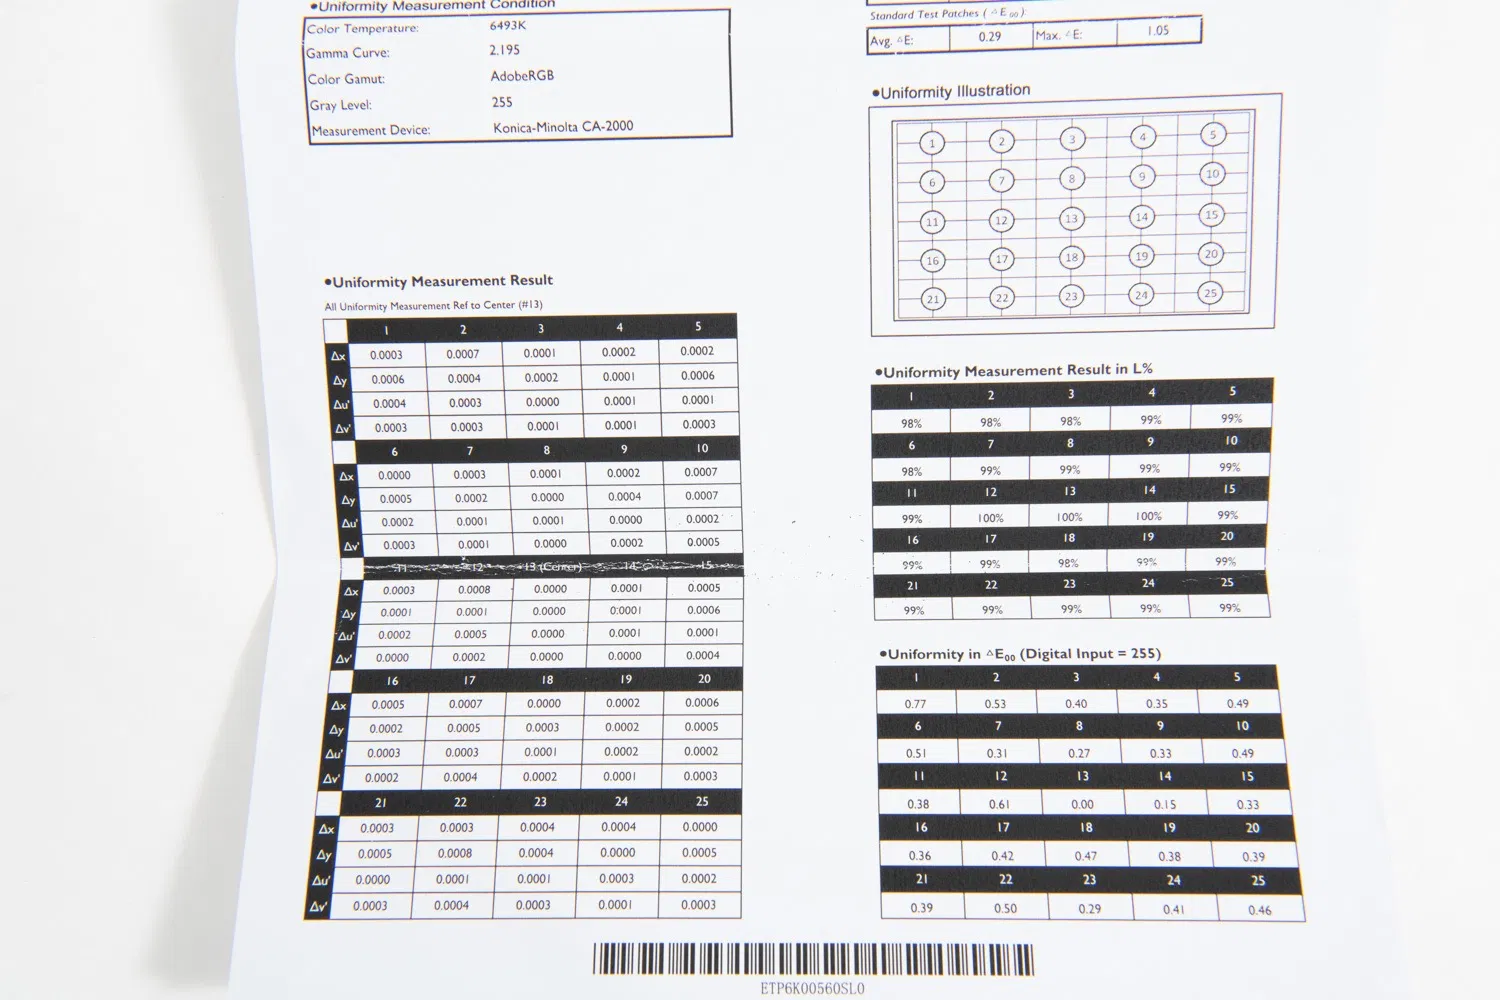 •Uniformity Measurement Condition
Color Temperature: 6493K
Gamma Curve: 2.195
Color Gamut: AdobeRGB
Gray Level: 255
Measurement Device: Konica-Minolta CA-2000
Standard Test Patches ( △E 00 ):
Avg. △E: 0.29 Max. △E: 1.05
•Uniformity Illustration
1 2 3 4 5
6 7 8 9 10
11 12 13 14 15
16 17 18 19 20
21 22 23 24 25
•Uniformity Measurement Result
All Uniformity Measurement Ref to Center (#13)
1 2 3 4 5
Δx 0.0003 0.0007 0.0001 0.0002 0.0002
Δy 0.0006 0.0004 0.0002 0.0001 0.0006
Δu' 0.0004 0.0003 0.0000 0.0001 0.0001
Δv' 0.0003 0.0003 0.0001 0.0001 0.0003
6 7 8 9 10
Δx 0.0000 0.0003 0.0001 0.0002 0.0007
Δy 0.0005 0.0002 0.0000 0.0004 0.0007
Δu' 0.0002 0.0001 0.0001 0.0000 0.0002
Δv' 0.0003 0.0001 0.0000 0.0002 0.0005
11 12 13 (Center) 14 15
Δx 0.0003 0.0008 0.0000 0.0001 0.0005
Δy 0.0001 0.0001 0.0000 0.0001 0.0006
Δu' 0.0002 0.0005 0.0000 0.0001 0.0001
Δv' 0.0000 0.0002 0.0000 0.0000 0.0004
16 17 18 19 20
Δx 0.0005 0.0007 0.0000 0.0002 0.0006
Δy 0.0002 0.0005 0.0003 0.0002 0.0005
Δu' 0.0003 0.0003 0.0001 0.0002 0.0002
Δv' 0.0002 0.0004 0.0002 0.0001 0.0003
21 22 23 24 25
Δx 0.0003 0.0003 0.0004 0.0004 0.0000
Δy 0.0005 0.0008 0.0004 0.0000 0.0005
Δu' 0.0000 0.0001 0.0001 0.0003 0.0002
Δv' 0.0003 0.0004 0.0003 0.0001 0.0003
•Uniformity Measurement Result in L%
1 2 3 4 5
98% 98% 98% 99% 99%
6 7 8 9 10
98% 99% 99% 99% 99%
11 12 13 14 15
99% 100% 100% 100% 99%
16 17 18 19 20
99% 99% 98% 99% 99%
21 22 23 24 25
99% 99% 99% 99% 99%
•Uniformity in △E00 (Digital Input = 255)
1 2 3 4 5
0.77 0.53 0.40 0.35 0.49
6 7 8 9 10
0.51 0.31 0.27 0.33 0.49
11 12 13 14 15
0.38 0.61 0.00 0.15 0.33
16 17 18 19 20
0.36 0.42 0.47 0.38 0.39
21 22 23 24 25
0.39 0.50 0.29 0.41 0.46
ETP6K00560SL0